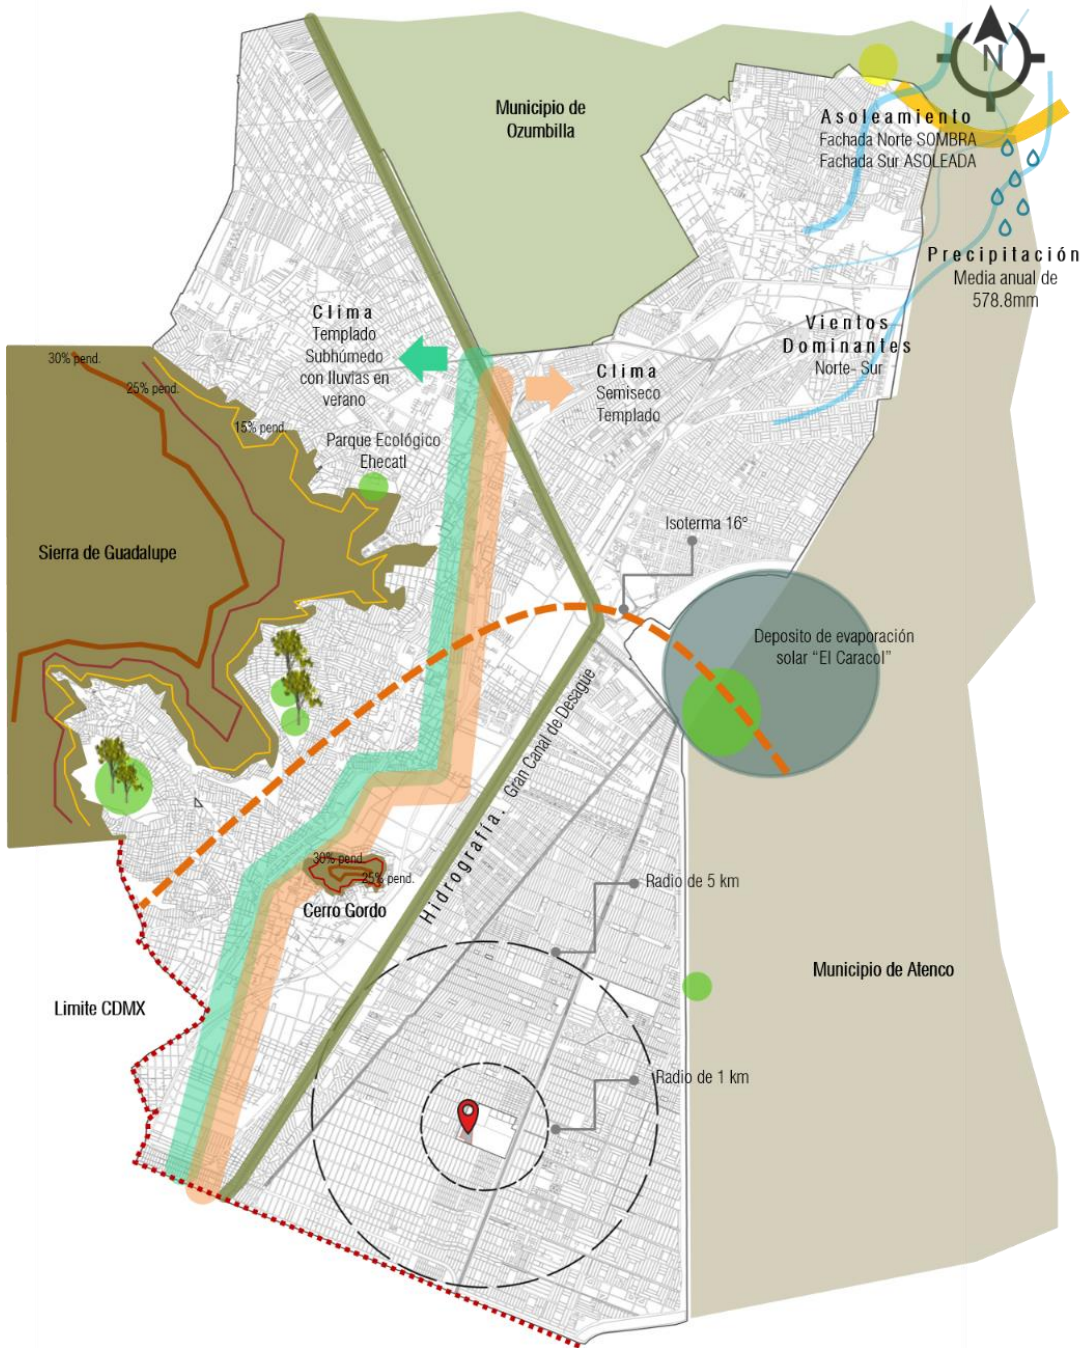 N
Municipio de
Ozumbilla
Asoleamiento
Fachada Norte SOMBRA
Fachada Sur ASOLEADA
Precipitación
Media anual de
578.8mm
Clima
Templado
Subhúmedo
con lluvias en
verano
Vientos
Dominantes
Norte- Sur
Clima
Semiseco
Templado
30% pend.
25% pend.
15% pend.
Parque Ecológico
Ehecatl
Isoterma 16°
Sierra de Guadalupe
Deposito de evaporación
solar “El Caracol”
Hidrografía. Gran Canal de Desague
30% pend.
25% pend.
Cerro Gordo
Radio de 5 km
Municipio de Atenco
Limite CDMX
Radio de 1 km